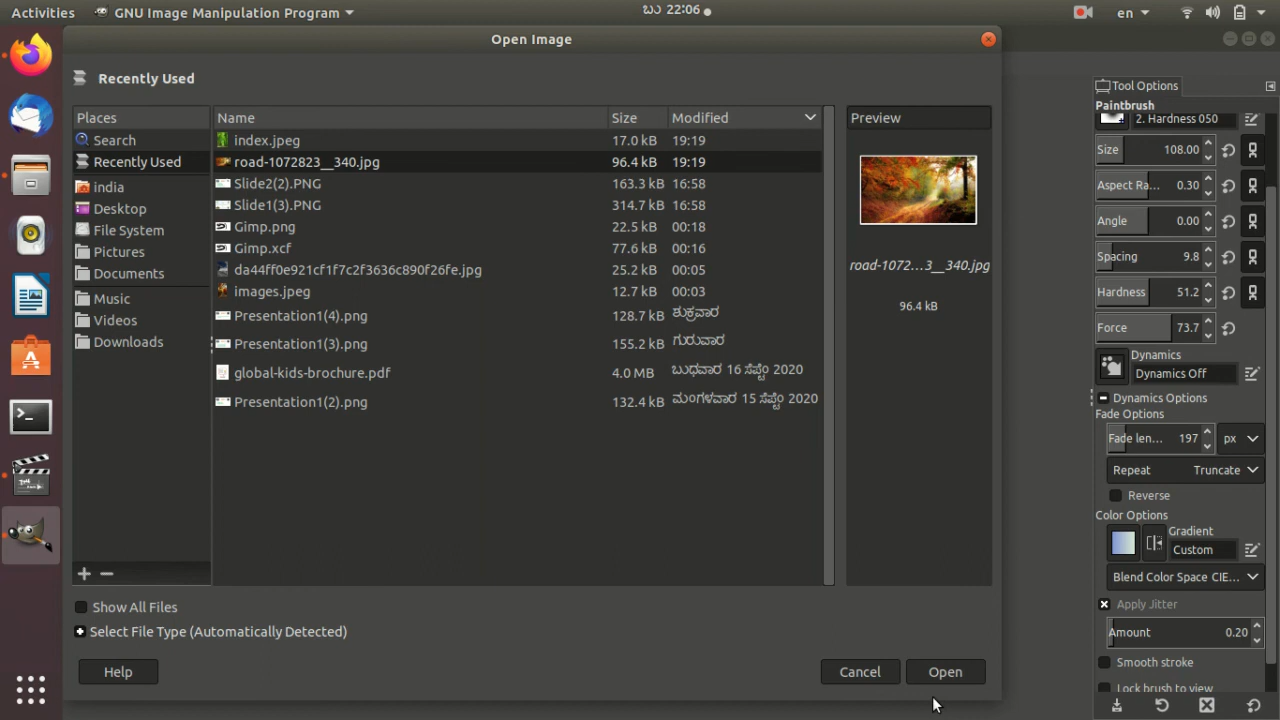 Activities GNU Image Manipulation Program 22:06 en
Open Image
Recently Used
Places Name Size Modified Preview
Search index.jpeg 17.0 kB 19:19
Recently Used road-1072823__340.jpg 96.4 kB 19:19
india Slide2(2).PNG 163.3 kB 16:58
Desktop Slide1(3).PNG 314.7 kB 16:58
File System Gimp.png 22.5 kB 00:18
Pictures Gimp.xcf 77.6 kB 00:16
Documents da44ff0e921cf1f7c2f3636c890f26fe.jpg 25.2 kB 00:05
Music images.jpeg 12.7 kB 00:03
Videos Presentation1(4).png 128.7 kB ಶುಕ್ರವಾರ
Downloads Presentation1(3).png 155.2 kB ಗುರುವಾರ
global-kids-brochure.pdf 4.0 MB ಬುಧವಾರ 16 ಸೆಪ್ಟೆಂ 2020
Presentation1(2).png 132.4 kB ಮಂಗಳವಾರ 15 ಸೆಪ್ಟೆಂ 2020
road-1072...3__340.jpg
96.4 kB
Show All Files
Select File Type (Automatically Detected)
Help Cancel Open
Tool Options
Paintbrush
2. Hardness 050
Size 108.00
Aspect Ra... 0.30
Angle 0.00
Spacing 9.8
Hardness 51.2
Force 73.7
Dynamics
Dynamics Off
Dynamics Options
Fade Options
Fade len... 197 px
Repeat Truncate
Reverse
Color Options
Gradient
Custom
Blend Color Space CIE...
Apply Jitter
Amount 0.20
Smooth stroke
Lock brush to view